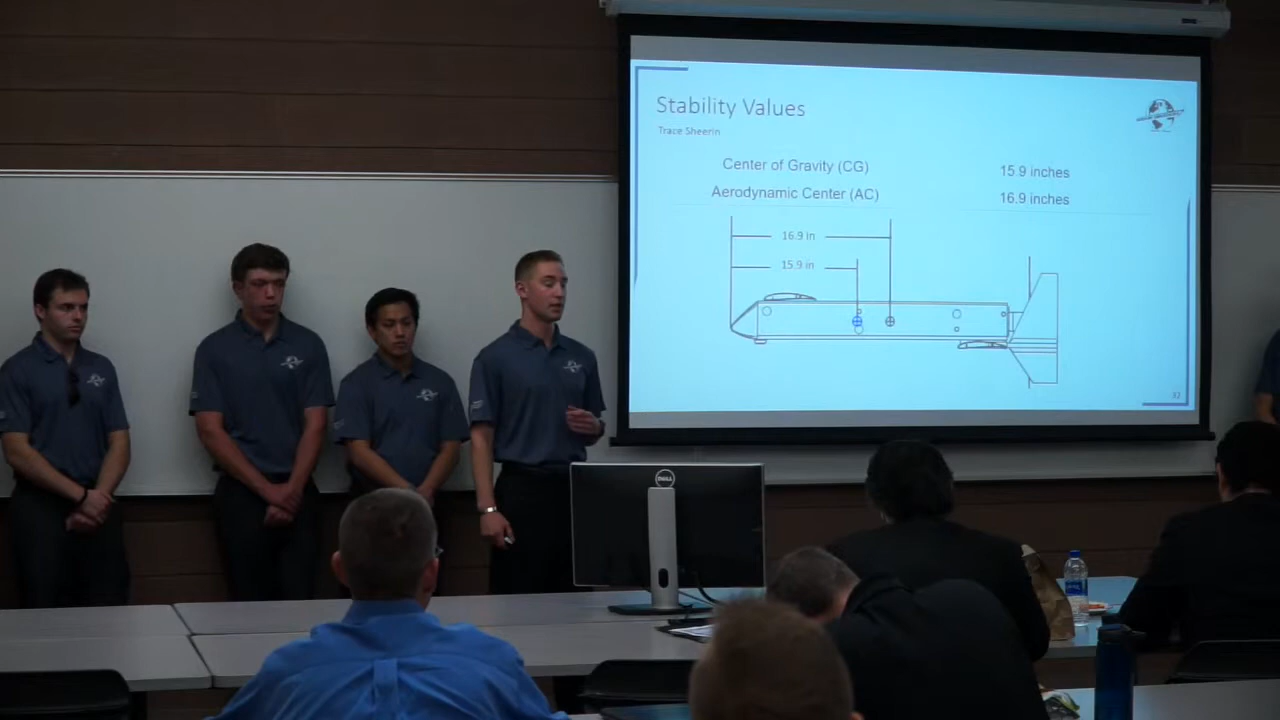 Stability Values
Trace Sheerin
Center of Gravity (CG) 15.9 inches
Aerodynamic Center (AC) 16.9 inches
16.9 in
15.9 in
DELL